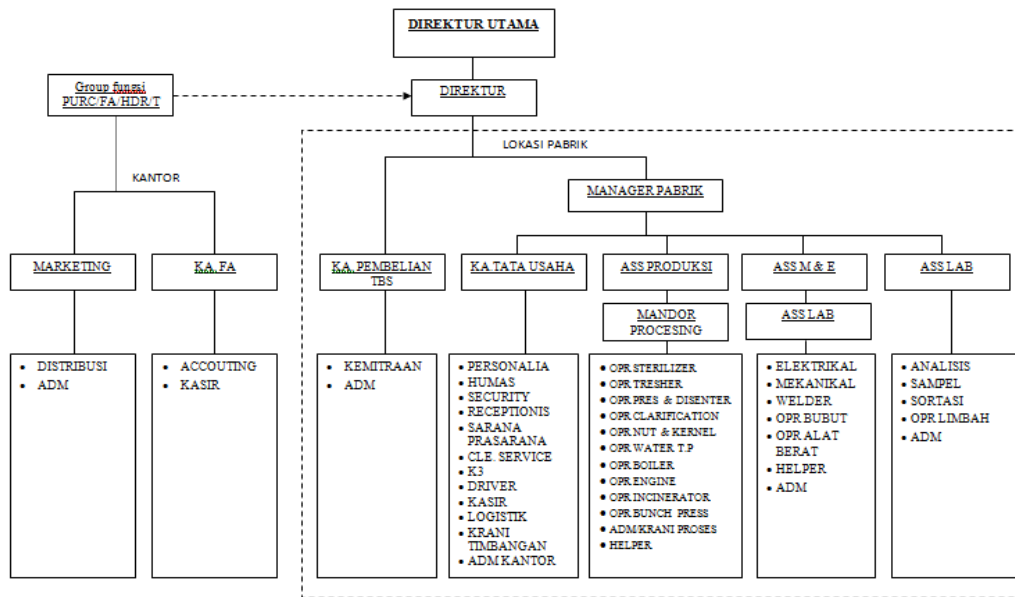 DIREKTUR UTAMA
Group fungsi
PURC/FA/HDR/T
DIREKTUR
LOKASI PABRIK
KANTOR
MANAGER PABRIK
MARKETING
KA. FA
KA. PEMBELIAN
TBS
KA.TATA USAHA
ASS PRODUKSI
ASS M & E
ASS LAB
MANDOR
PROCESING
ASS LAB
• DISTRIBUSI
• ADM
• ACCOUTING
• KASIR
• KEMITRAAN
• ADM
• PERSONALIA
• HUMAS
• SECURITY
• RECEPTIONIS
• SARANA
PRASARANA
• CLE. SERVICE
• K3
• DRIVER
• KASIR
• LOGISTIK
• KRANI
TIMBANGAN
• ADM KANTOR
• OPR STERILIZER
• OPR TRESHER
• OPR PRES & DISENTER
• OPR CLARIFICATION
• OPR NUT & KERNEL
• OPR WATER T.P
• OPR BOILER
• OPR ENGINE
• OPR INCINERATOR
• OPR BUNCH PRESS
• ADM/KRANI PROSES
• HELPER
• ELEKTRIKAL
• MEKANIKAL
• WELDER
• OPR BUBUT
• OPR ALAT
BERAT
• HELPER
• ADM
• ANALISIS
• SAMPEL
• SORTASI
• OPR LIMBAH
• ADM